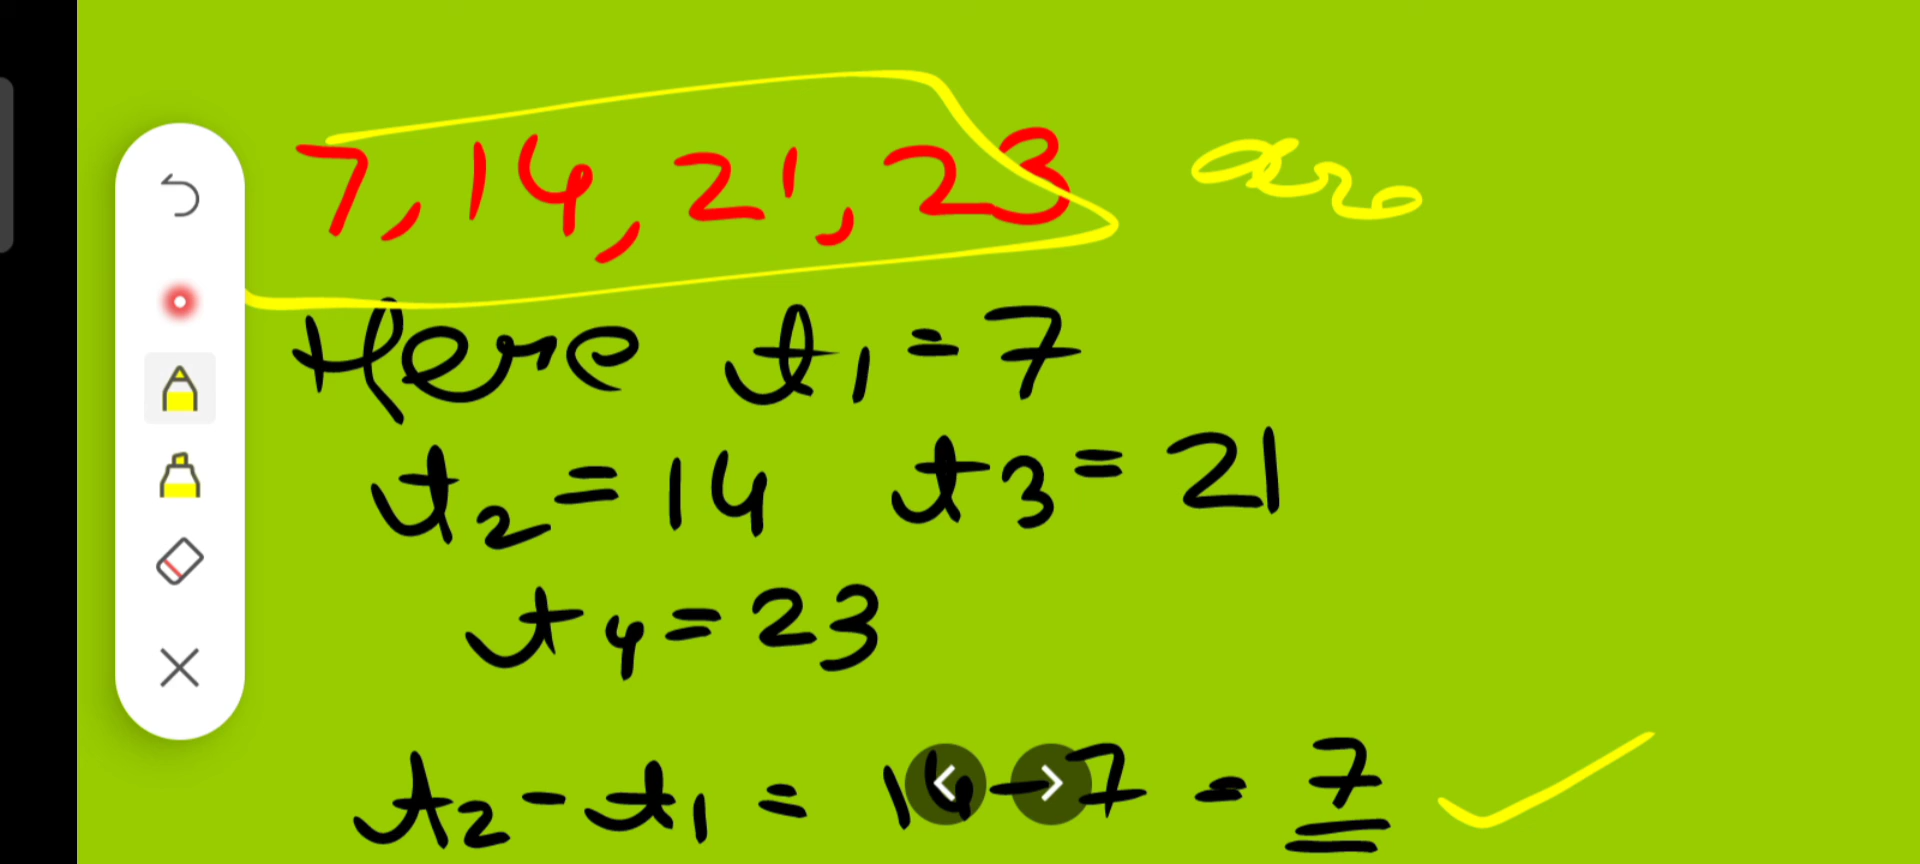 7, 14, 21, 23 are
Here t1 = 7
t2 = 14 t3 = 21
t4 = 23
t2 - t1 = 14 - 7 = 7